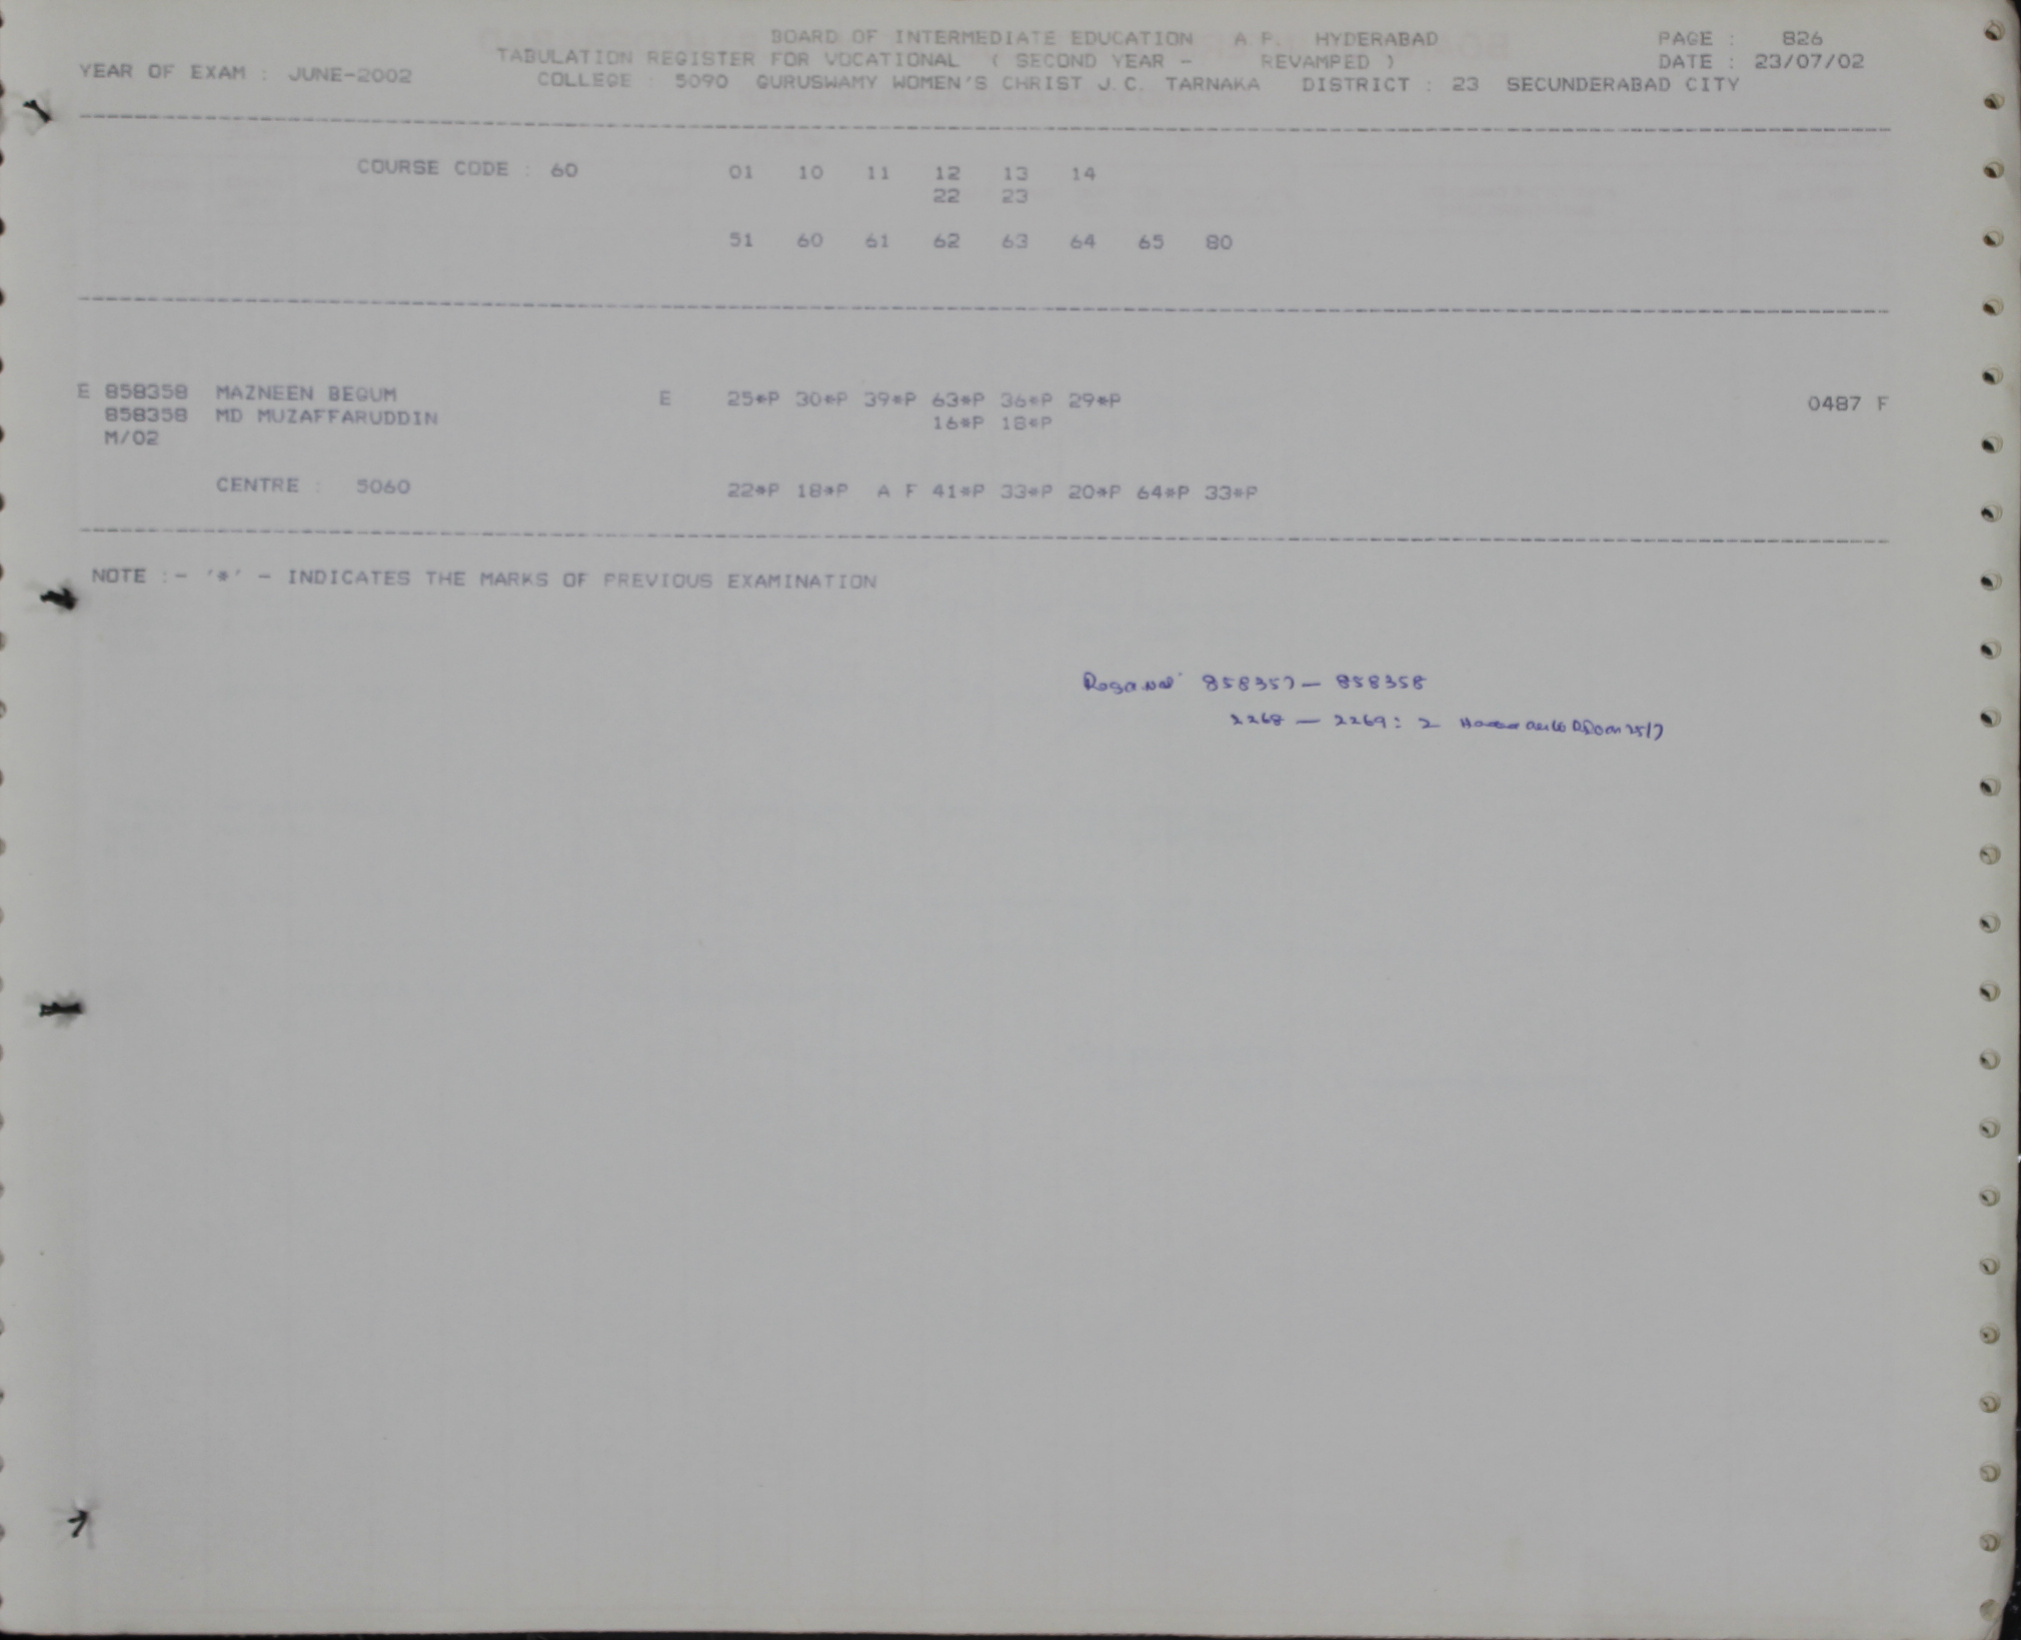 BOARD OF INTERMEDIATE EDUCATION A P. HYDERABAD PAGE : 826
TABULATION REGISTER FOR VOCATIONAL ( SECOND YEAR - REVAMPED ) DATE : 23/07/02
YEAR OF EXAM : JUNE-2002 COLLEGE : 5090 GURUSWAMY WOMEN'S CHRIST J.C. TARNAKA DISTRICT : 23 SECUNDERABAD CITY
COURSE CODE : 60 01 10 11 12 13 14
22 23
51 60 61 62 63 64 65 80
E 858358 MAZNEEN BEGUM E 25*P 30*P 39*P 63*P 36*P 29*P 0487 F
858358 MD MUZAFFARUDDIN 16*P 18*P
M/02
CENTRE : 5060 22*P 18*P A F 41*P 33*P 20*P 64*P 33*P
NOTE :- '*' - INDICATES THE MARKS OF PREVIOUS EXAMINATION
858357 - 858358
2268 - 2269: 2